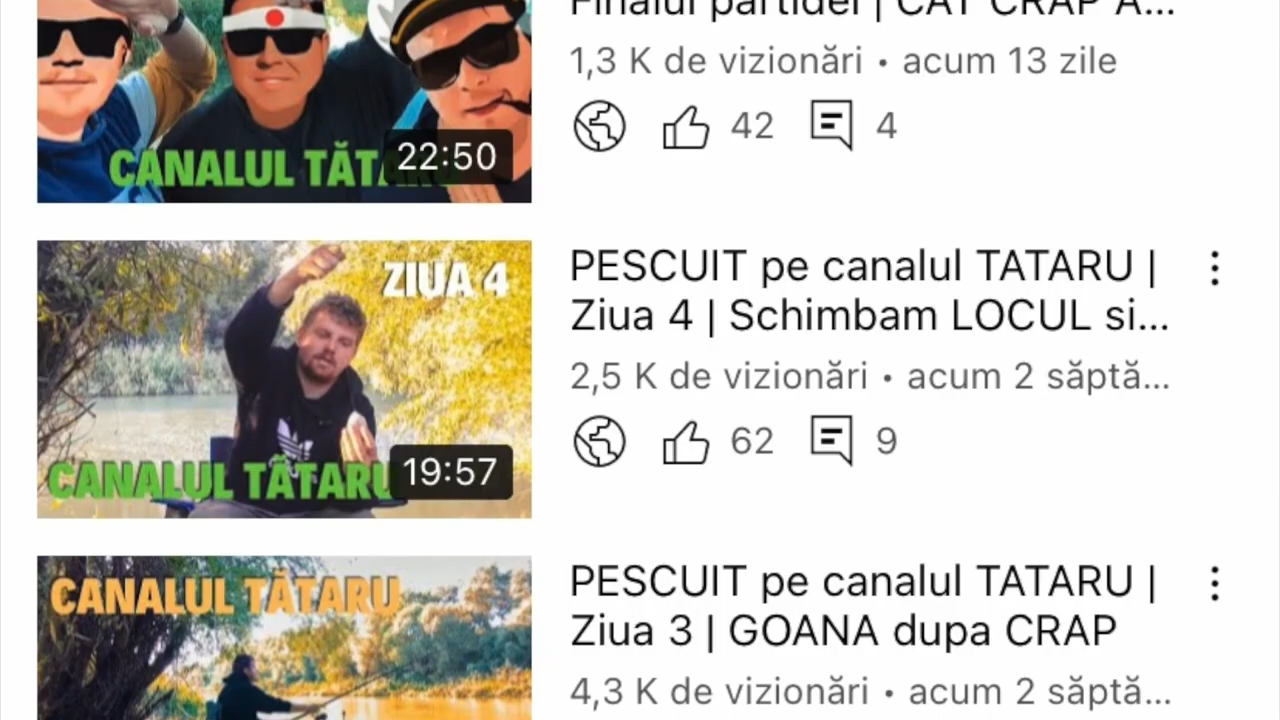 Finalul partidei | CAT CRAP A...
1,3 K de vizionări • acum 13 zile
42
4
CANALUL TĂTARU
22:50
ZIUA 4
CANALUL TĂTARU
19:57
PESCUIT pe canalul TATARU |
Ziua 4 | Schimbam LOCUL si...
2,5 K de vizionări • acum 2 săptă...
62
9
CANALUL TĂTARU
PESCUIT pe canalul TATARU |
Ziua 3 | GOANA dupa CRAP
4,3 K de vizionări • acum 2 săptă...